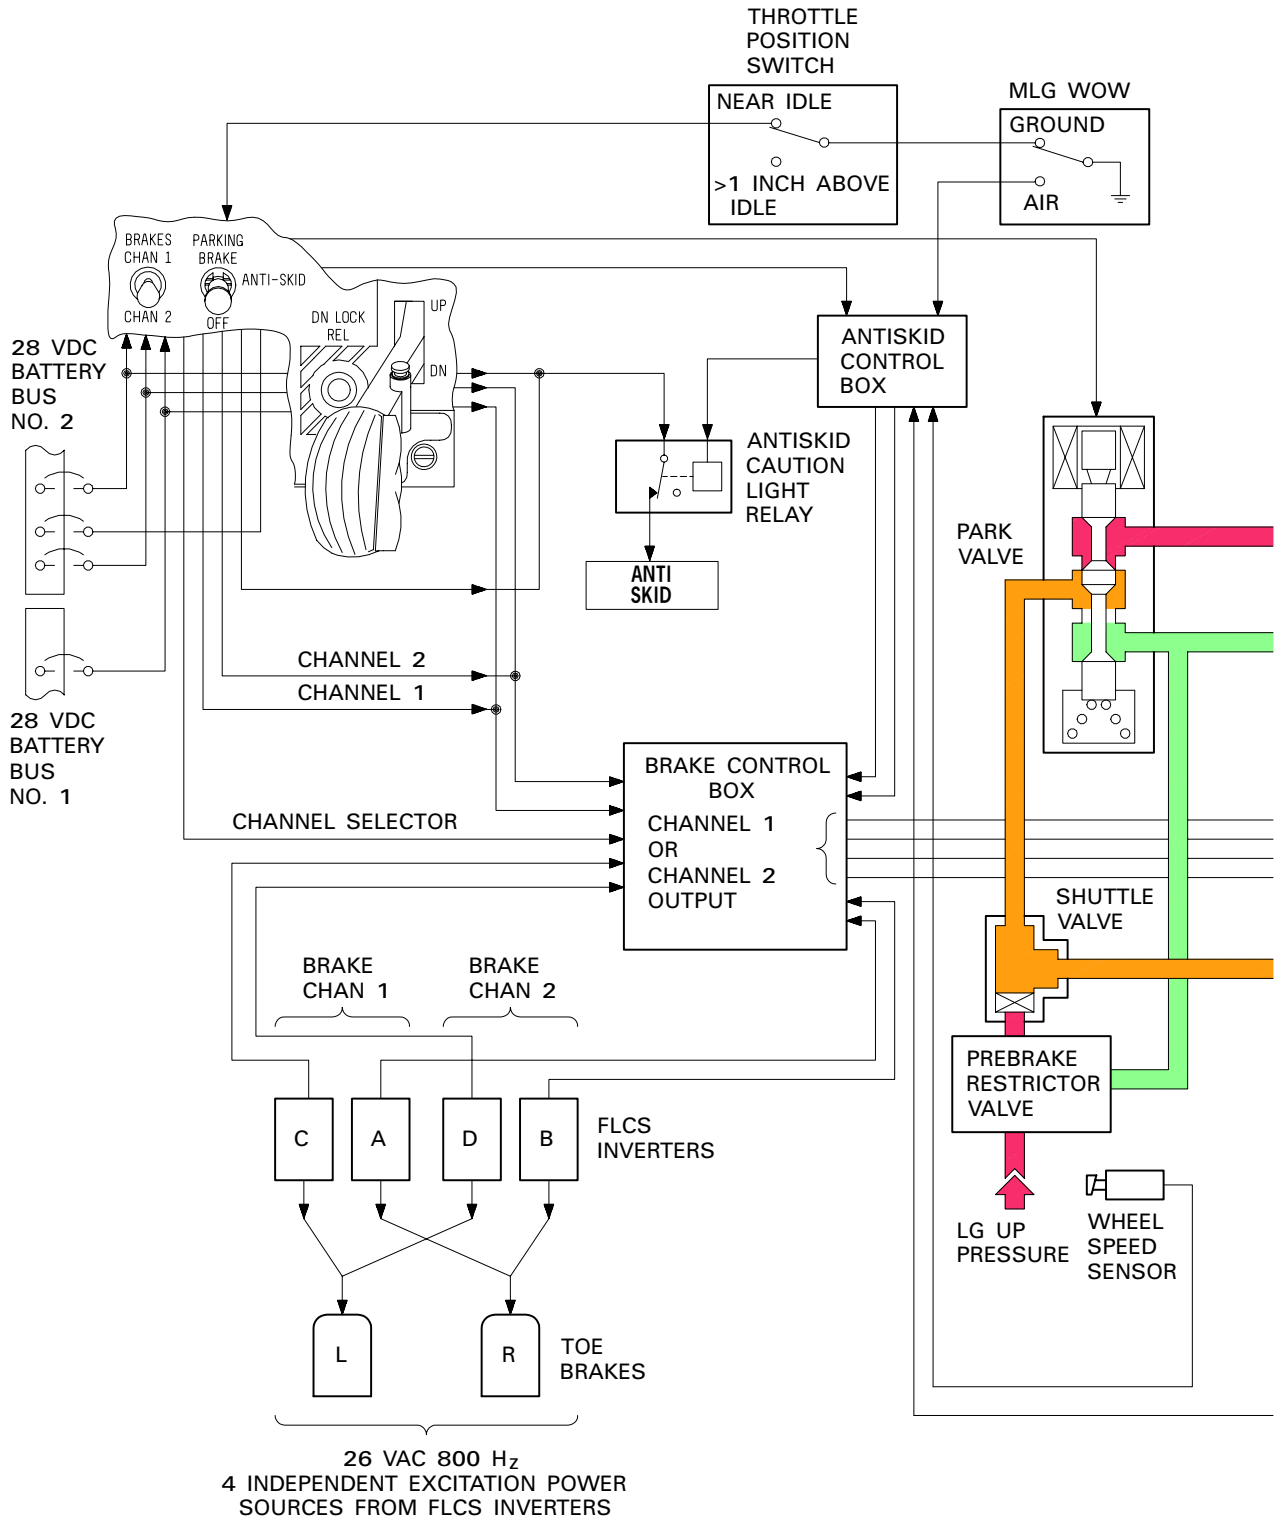 THROTTLE
POSITION
SWITCH
NEAR IDLE
>1 INCH ABOVE
IDLE
MLG WOW
GROUND
AIR
BRAKES
CHAN 1
CHAN 2
PARKING
BRAKE
ANTI-SKID
OFF
DN LOCK
REL
UP
DN
28 VDC
BATTERY
BUS
NO. 2
ANTISKID
CONTROL
BOX
ANTISKID
CAUTION
LIGHT
RELAY
ANTI
SKID
PARK
VALVE
CHANNEL 2
CHANNEL 1
28 VDC
BATTERY
BUS
NO. 1
BRAKE CONTROL
BOX
CHANNEL 1
OR
CHANNEL 2
OUTPUT
CHANNEL SELECTOR
SHUTTLE
VALVE
BRAKE
CHAN 1
BRAKE
CHAN 2
PREBRAKE
RESTRICTOR
VALVE
C
A
D
B
FLCS
INVERTERS
LG UP
PRESSURE
WHEEL
SPEED
SENSOR
L
R
TOE
BRAKES
26 VAC 800 Hz
4 INDEPENDENT EXCITATION POWER
SOURCES FROM FLCS INVERTERS